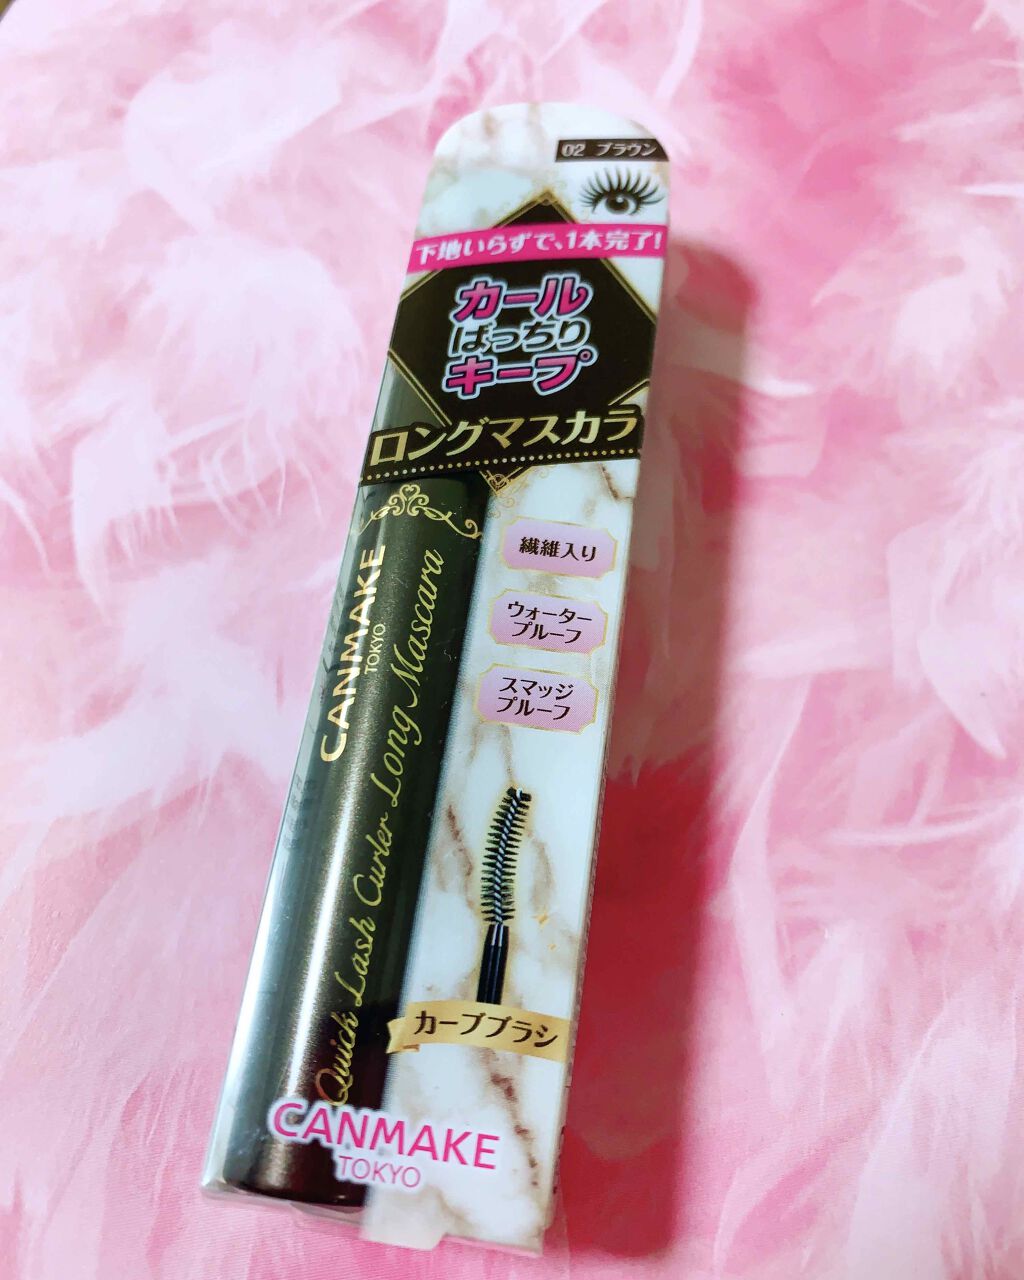 02 ブラウン
下地いらずで、1本完了!
カール
ぱっちり
キープ
ロングマスカラ
繊維入り
ウォーター
プルーフ
スマッジ
プルーフ
CANMAKE
TOKYO
Quick Lash Curler Long Mascara
カーブブラシ
CANMAKE
TOKYO